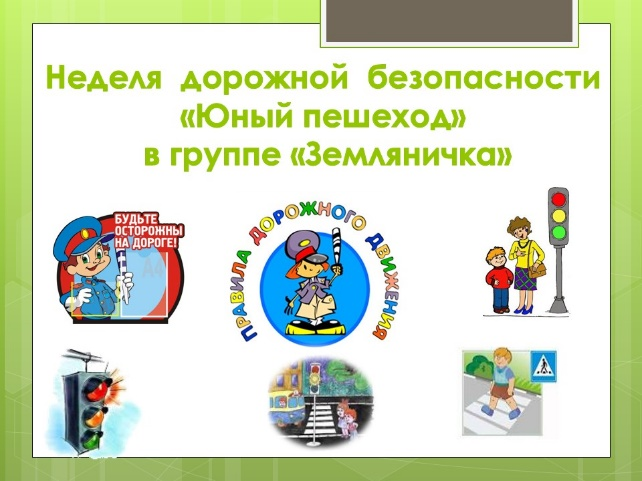 Неделя дорожной безопасности
«Юный пешеход»
в группе «Земляничка»
БУДЬТЕ
ОСТОРОЖНЫ
НА ДОРОГЕ!
ПРАВИЛА ДОРОЖНОГО ДВИЖЕНИЯ